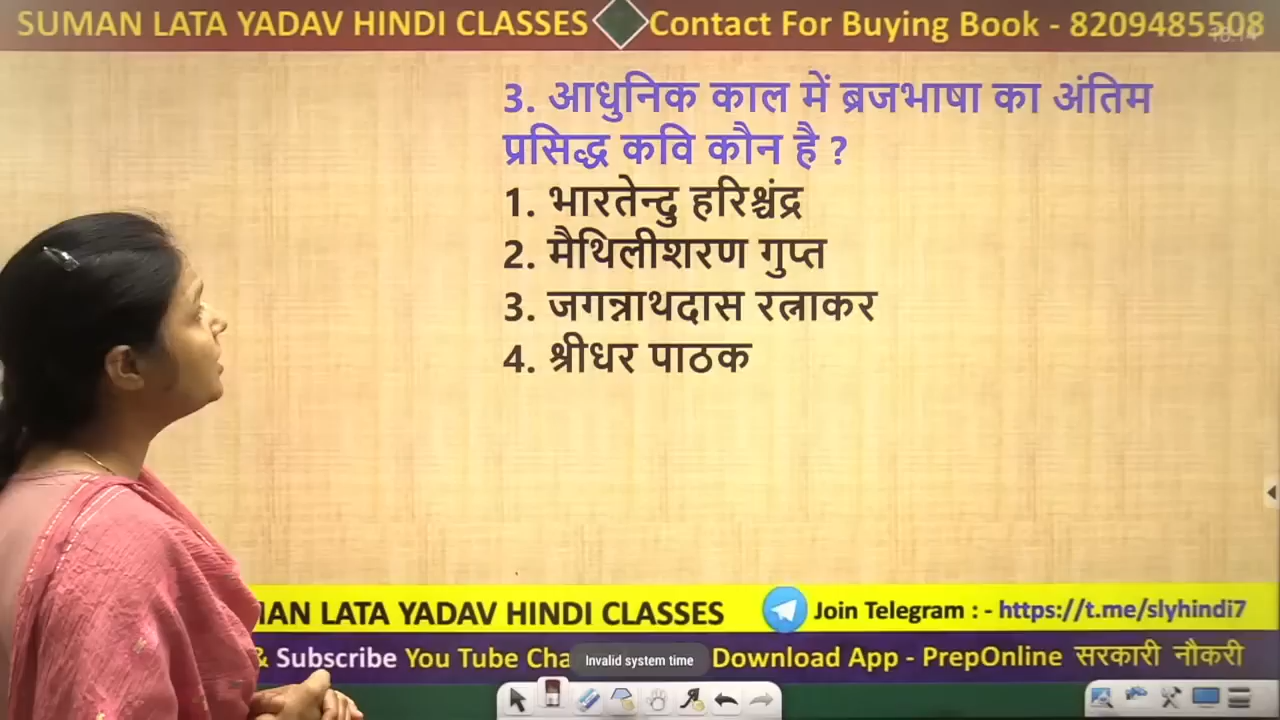 SUMAN LATA YADAV HINDI CLASSES Contact For Buying Book - 8209485508
3. आधुनिक काल में ब्रजभाषा का अंतिम
प्रसिद्ध कवि कौन है ?
1. भारतेन्दु हरिश्चंद्र
2. मैथिलीशरण गुप्त
3. जगन्नाथदास रत्नाकर
4. श्रीधर पाठक
LATA YADAV HINDI CLASSES Join Telegram : - https://t.me/slyhindi7
& Subscribe You Tube Download App - PrepOnline सरकारी नौकरी
Invalid system time